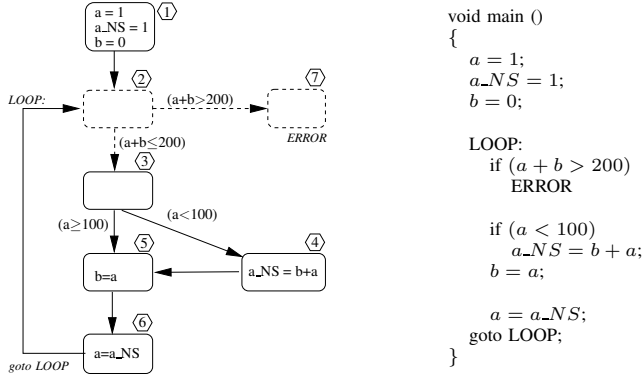 a = 1
a_NS = 1
b = 0
1
2
7
LOOP:
(a+b>200)
ERROR
(a+b≤200)
3
(a≥100)
(a<100)
5
4
b=a
a_NS = b+a
6
a=a_NS
goto LOOP
void main ()
{
a = 1;
a_NS = 1;
b = 0;
LOOP:
if (a + b > 200)
ERROR
if (a < 100)
a_NS = b + a;
b = a;
a = a_NS;
goto LOOP;
}